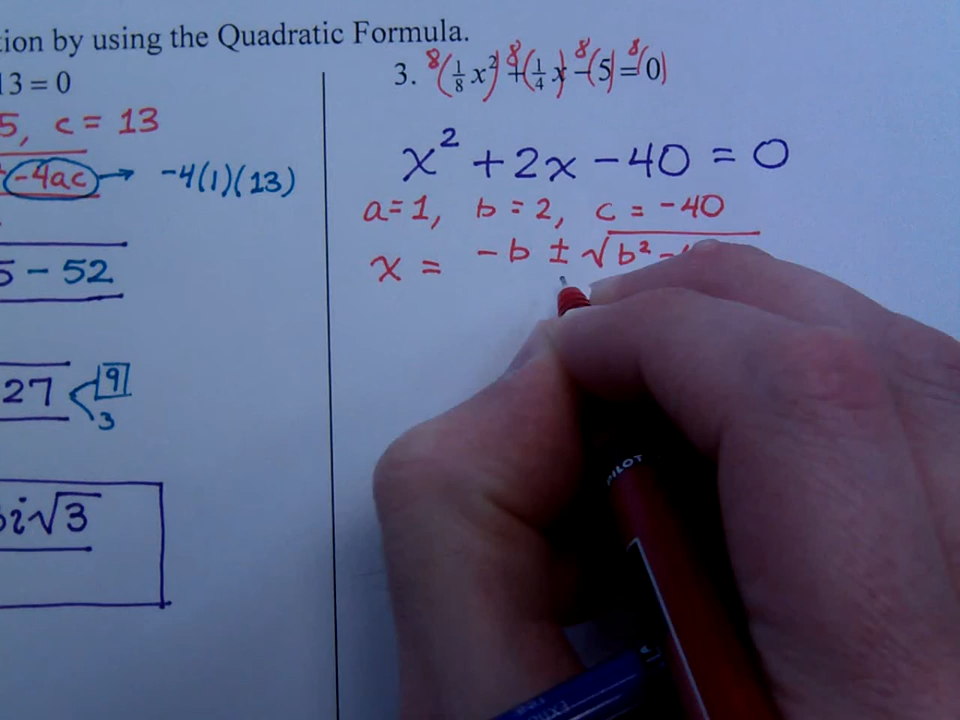 tion by using the Quadratic Formula.
13 = 0
5, c = 13
-4ac → -4(1)(13)
5 - 52
27 < 9
3
i√3
3. 8(1/8 x²) + 8(1/4 x) - 8(5) = 8(0)
x² + 2x - 40 = 0
a = 1, b = 2, c = -40
x = -b ± √b² -
PILOT